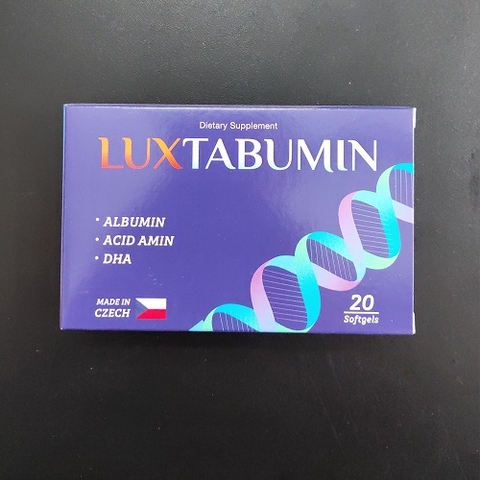 Dietary Supplement
LUXTABUMIN
· ALBUMIN
· ACID AMIN
· DHA
MADE IN
CZECH
20
Softgels